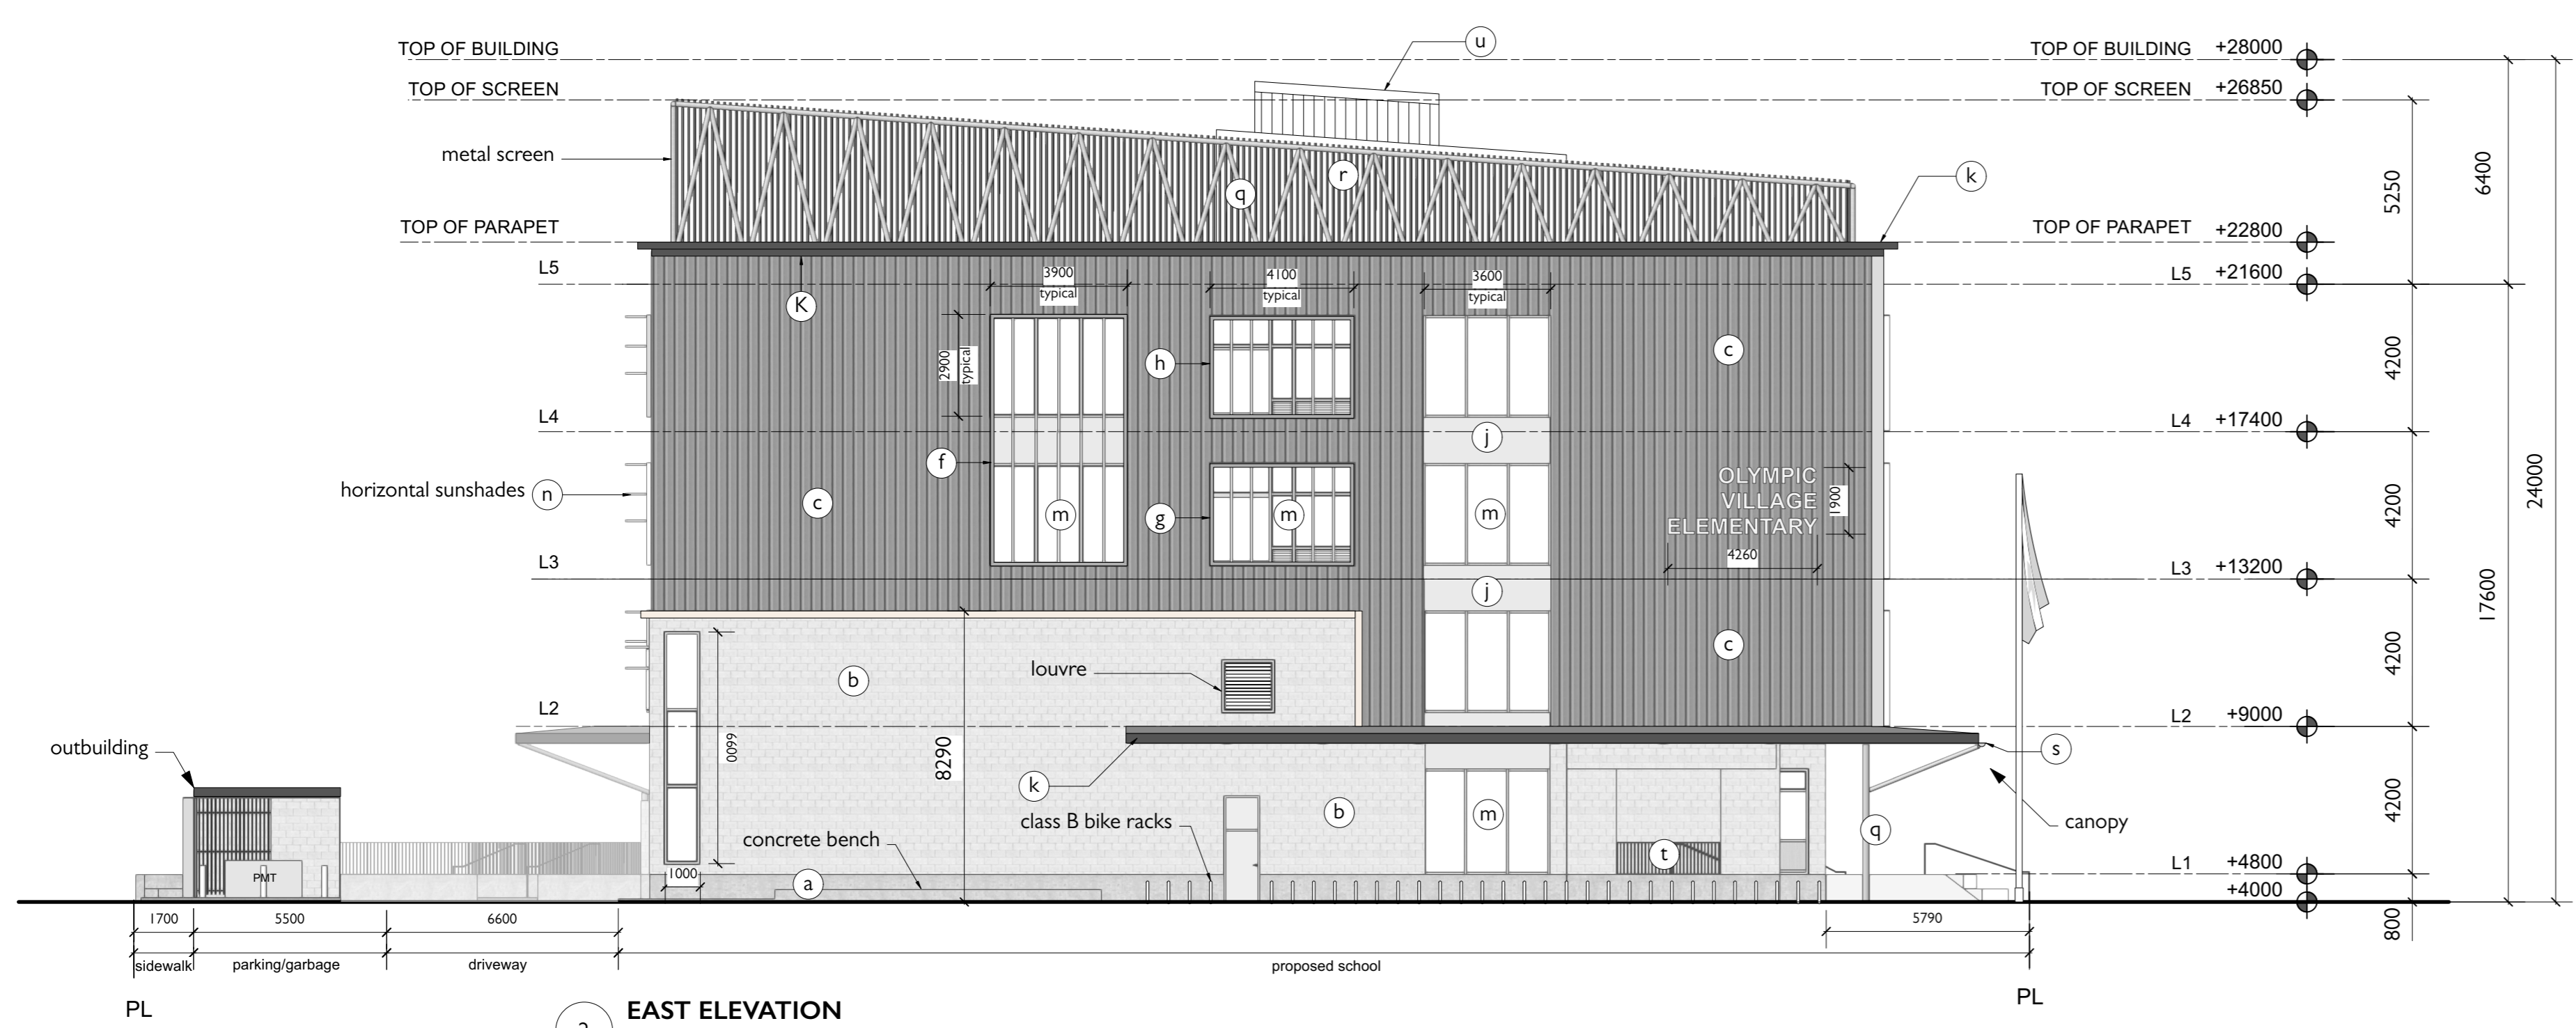 u
TOP OF BUILDING
TOP OF BUILDING +28000
TOP OF SCREEN
TOP OF SCREEN +26850
metal screen
q
r
k
5250
6400
TOP OF PARAPET
TOP OF PARAPET +22800
L5
L5 +21600
K
3900
typical
4100
typical
3600
typical
2900
typical
h
c
4200
L4
L4 +17400
j
f
horizontal sunshades n
c
m
g
m
m
OLYMPIC
VILLAGE
ELEMENTARY
1900
4260
4200
24000
17600
L3
L3 +13200
j
b
louvre
c
4200
L2
L2 +9000
outbuilding
6600
8290
k
s
canopy
class B bike racks
b
m
q
4200
concrete bench
t
PMT
1000
a
L1 +4800
+4000
800
1700
5500
6600
5790
sidewalk
parking/garbage
driveway
proposed school
PL
PL
EAST ELEVATION